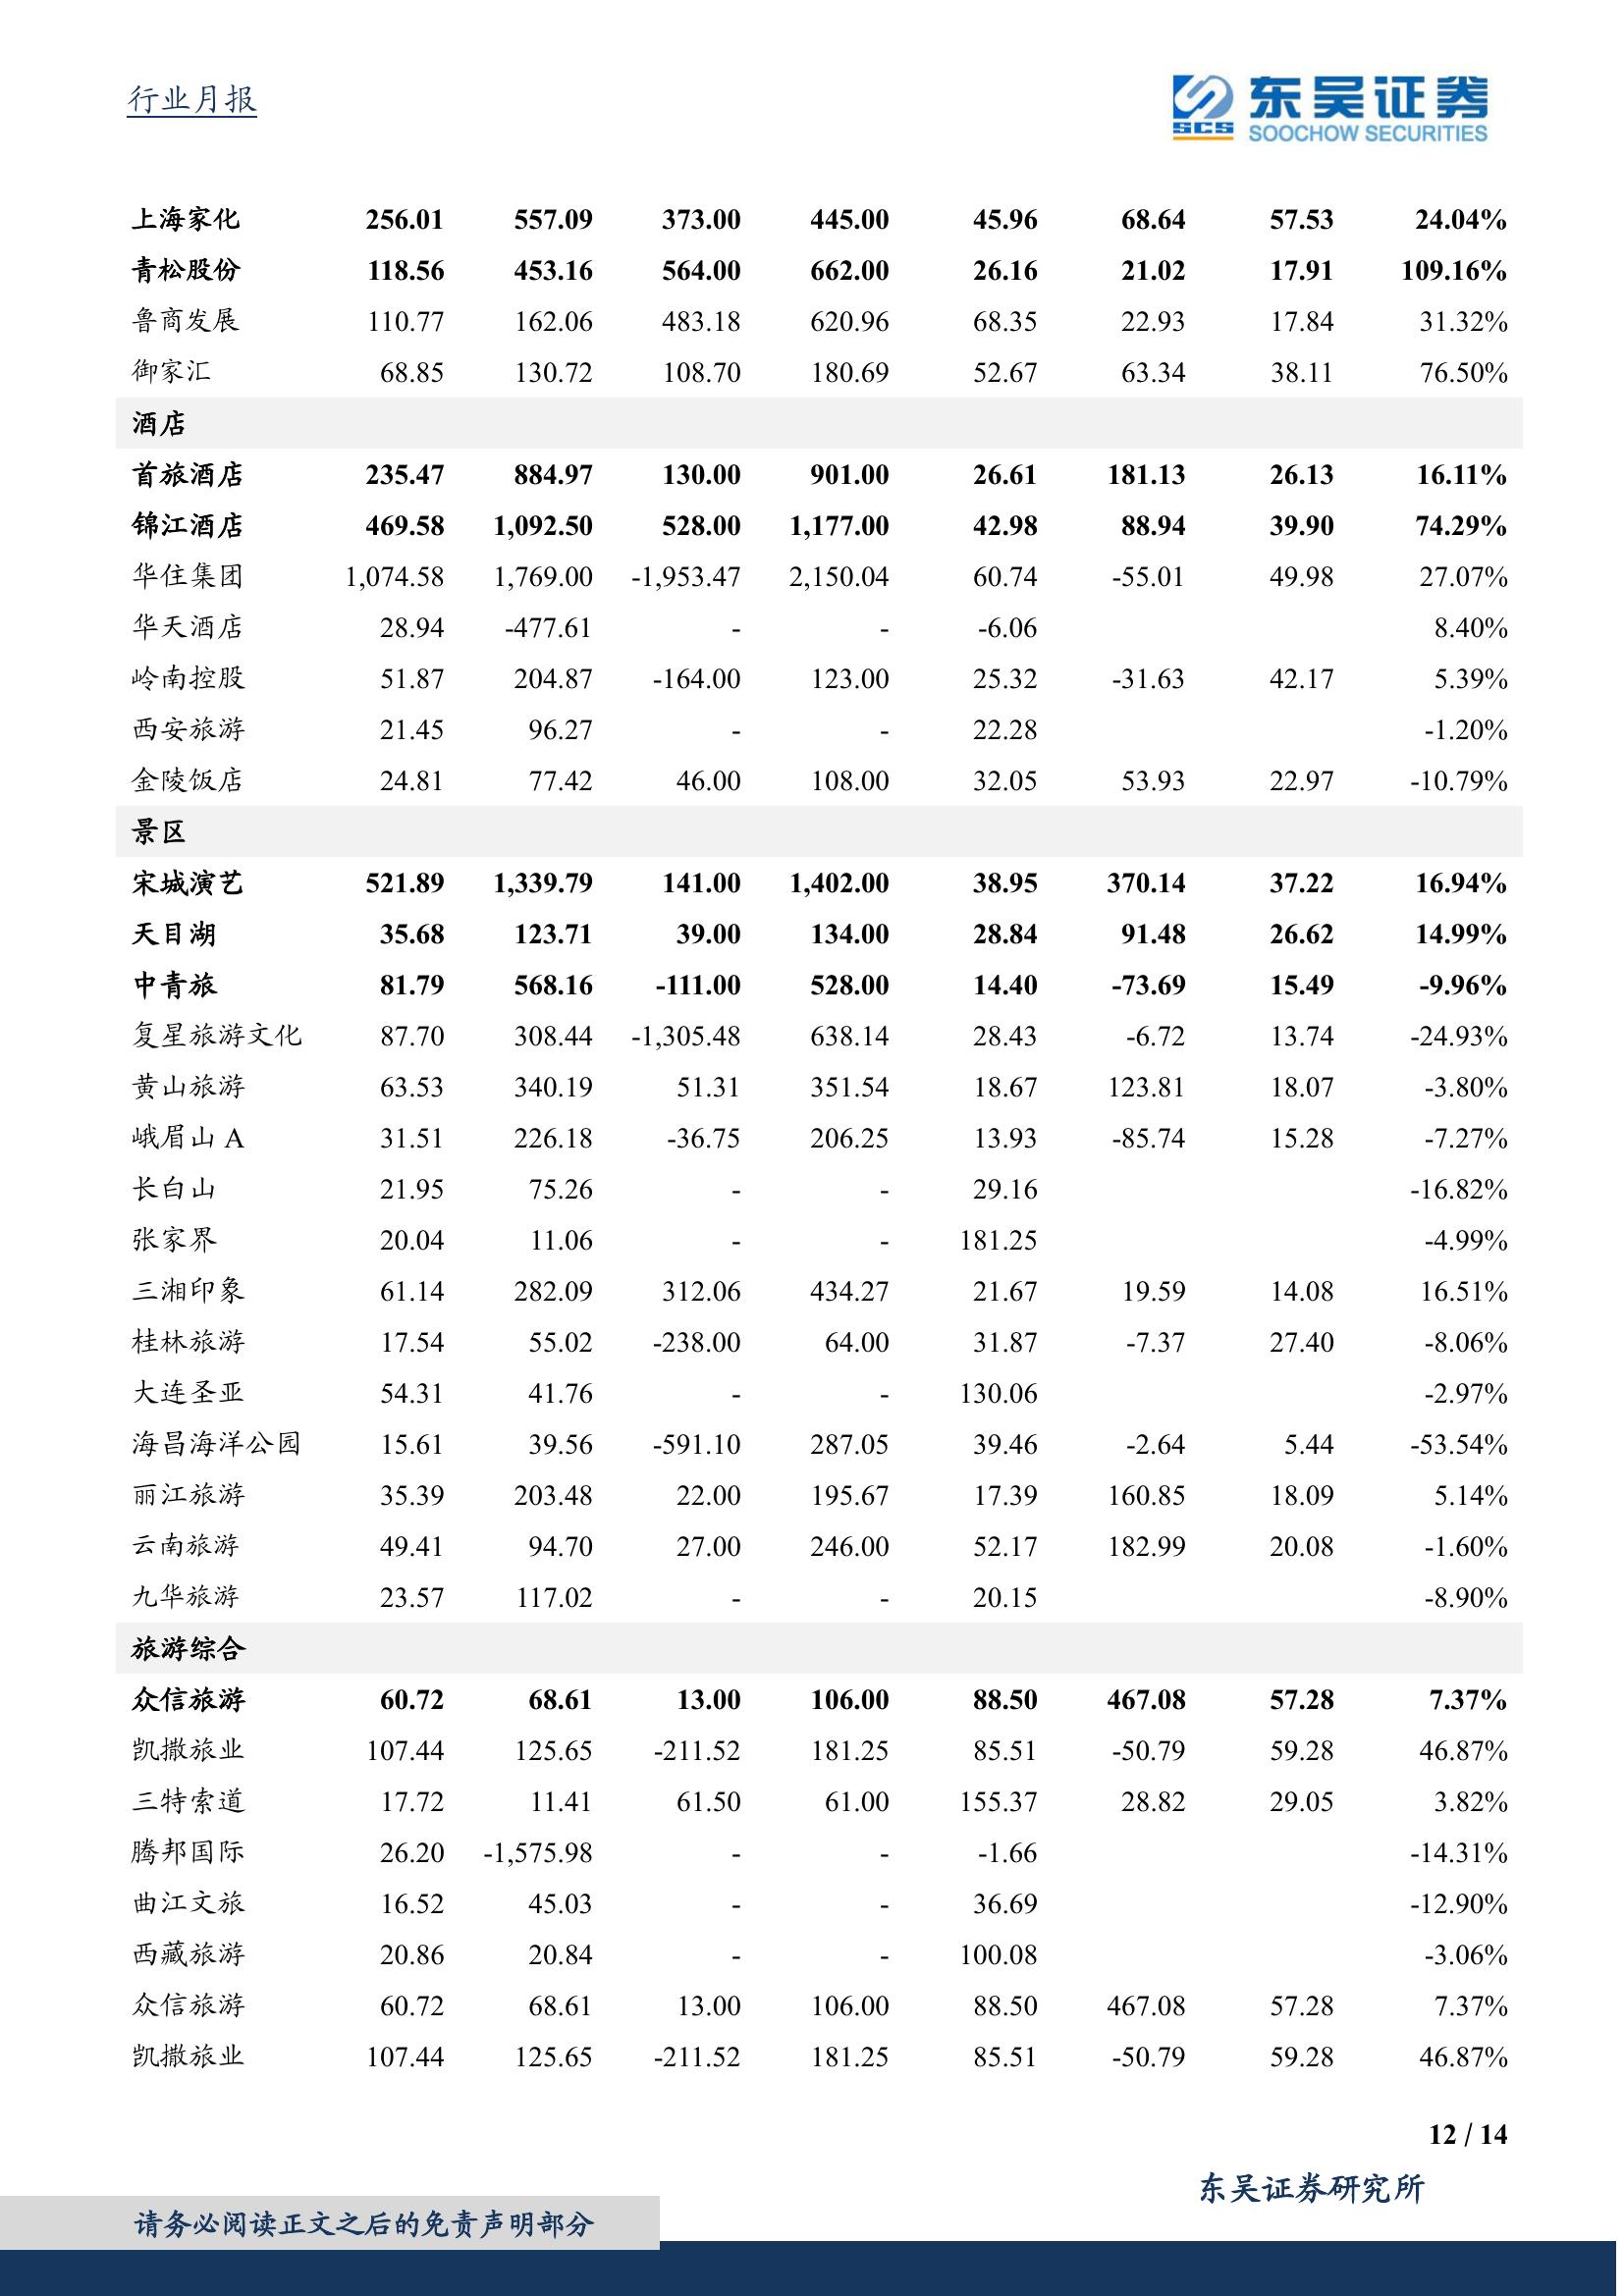 行业月报
SCS
东吴证券
SOOCHOW SECURITIES
上海家化 256.01 557.09 373.00 445.00 45.96 68.64 57.53 24.04%
青松股份 118.56 453.16 564.00 662.00 26.16 21.02 17.91 109.16%
鲁商发展 110.77 162.06 483.18 620.96 68.35 22.93 17.84 31.32%
御家汇 68.85 130.72 108.70 180.69 52.67 63.34 38.11 76.50%
酒店
首旅酒店 235.47 884.97 130.00 901.00 26.61 181.13 26.13 16.11%
锦江酒店 469.58 1,092.50 528.00 1,177.00 42.98 88.94 39.90 74.29%
华住集团 1,074.58 1,769.00 -1,953.47 2,150.04 60.74 -55.01 49.98 27.07%
华天酒店 28.94 -477.61 - - -6.06 8.40%
岭南控股 51.87 204.87 -164.00 123.00 25.32 -31.63 42.17 5.39%
西安旅游 21.45 96.27 - - 22.28 -1.20%
金陵饭店 24.81 77.42 46.00 108.00 32.05 53.93 22.97 -10.79%
景区
宋城演艺 521.89 1,339.79 141.00 1,402.00 38.95 370.14 37.22 16.94%
天目湖 35.68 123.71 39.00 134.00 28.84 91.48 26.62 14.99%
中青旅 81.79 568.16 -111.00 528.00 14.40 -73.69 15.49 -9.96%
复星旅游文化 87.70 308.44 -1,305.48 638.14 28.43 -6.72 13.74 -24.93%
黄山旅游 63.53 340.19 51.31 351.54 18.67 123.81 18.07 -3.80%
峨眉山 A 31.51 226.18 -36.75 206.25 13.93 -85.74 15.28 -7.27%
长白山 21.95 75.26 - - 29.16 -16.82%
张家界 20.04 11.06 - - 181.25 -4.99%
三湘印象 61.14 282.09 312.06 434.27 21.67 19.59 14.08 16.51%
桂林旅游 17.54 55.02 -238.00 64.00 31.87 -7.37 27.40 -8.06%
大连圣亚 54.31 41.76 - - 130.06 -2.97%
海昌海洋公园 15.61 39.56 -591.10 287.05 39.46 -2.64 5.44 -53.54%
丽江旅游 35.39 203.48 22.00 195.67 17.39 160.85 18.09 5.14%
云南旅游 49.41 94.70 27.00 246.00 52.17 182.99 20.08 -1.60%
九华旅游 23.57 117.02 - - 20.15 -8.90%
旅游综合
众信旅游 60.72 68.61 13.00 106.00 88.50 467.08 57.28 7.37%
凯撒旅业 107.44 125.65 -211.52 181.25 85.51 -50.79 59.28 46.87%
三特索道 17.72 11.41 61.50 61.00 155.37 28.82 29.05 3.82%
腾邦国际 26.20 -1,575.98 - - -1.66 -14.31%
曲江文旅 16.52 45.03 - - 36.69 -12.90%
西藏旅游 20.86 20.84 - - 100.08 -3.06%
众信旅游 60.72 68.61 13.00 106.00 88.50 467.08 57.28 7.37%
凯撒旅业 107.44 125.65 -211.52 181.25 85.51 -50.79 59.28 46.87%
12 / 14
东吴证券研究所
请务必阅读正文之后的免责声明部分